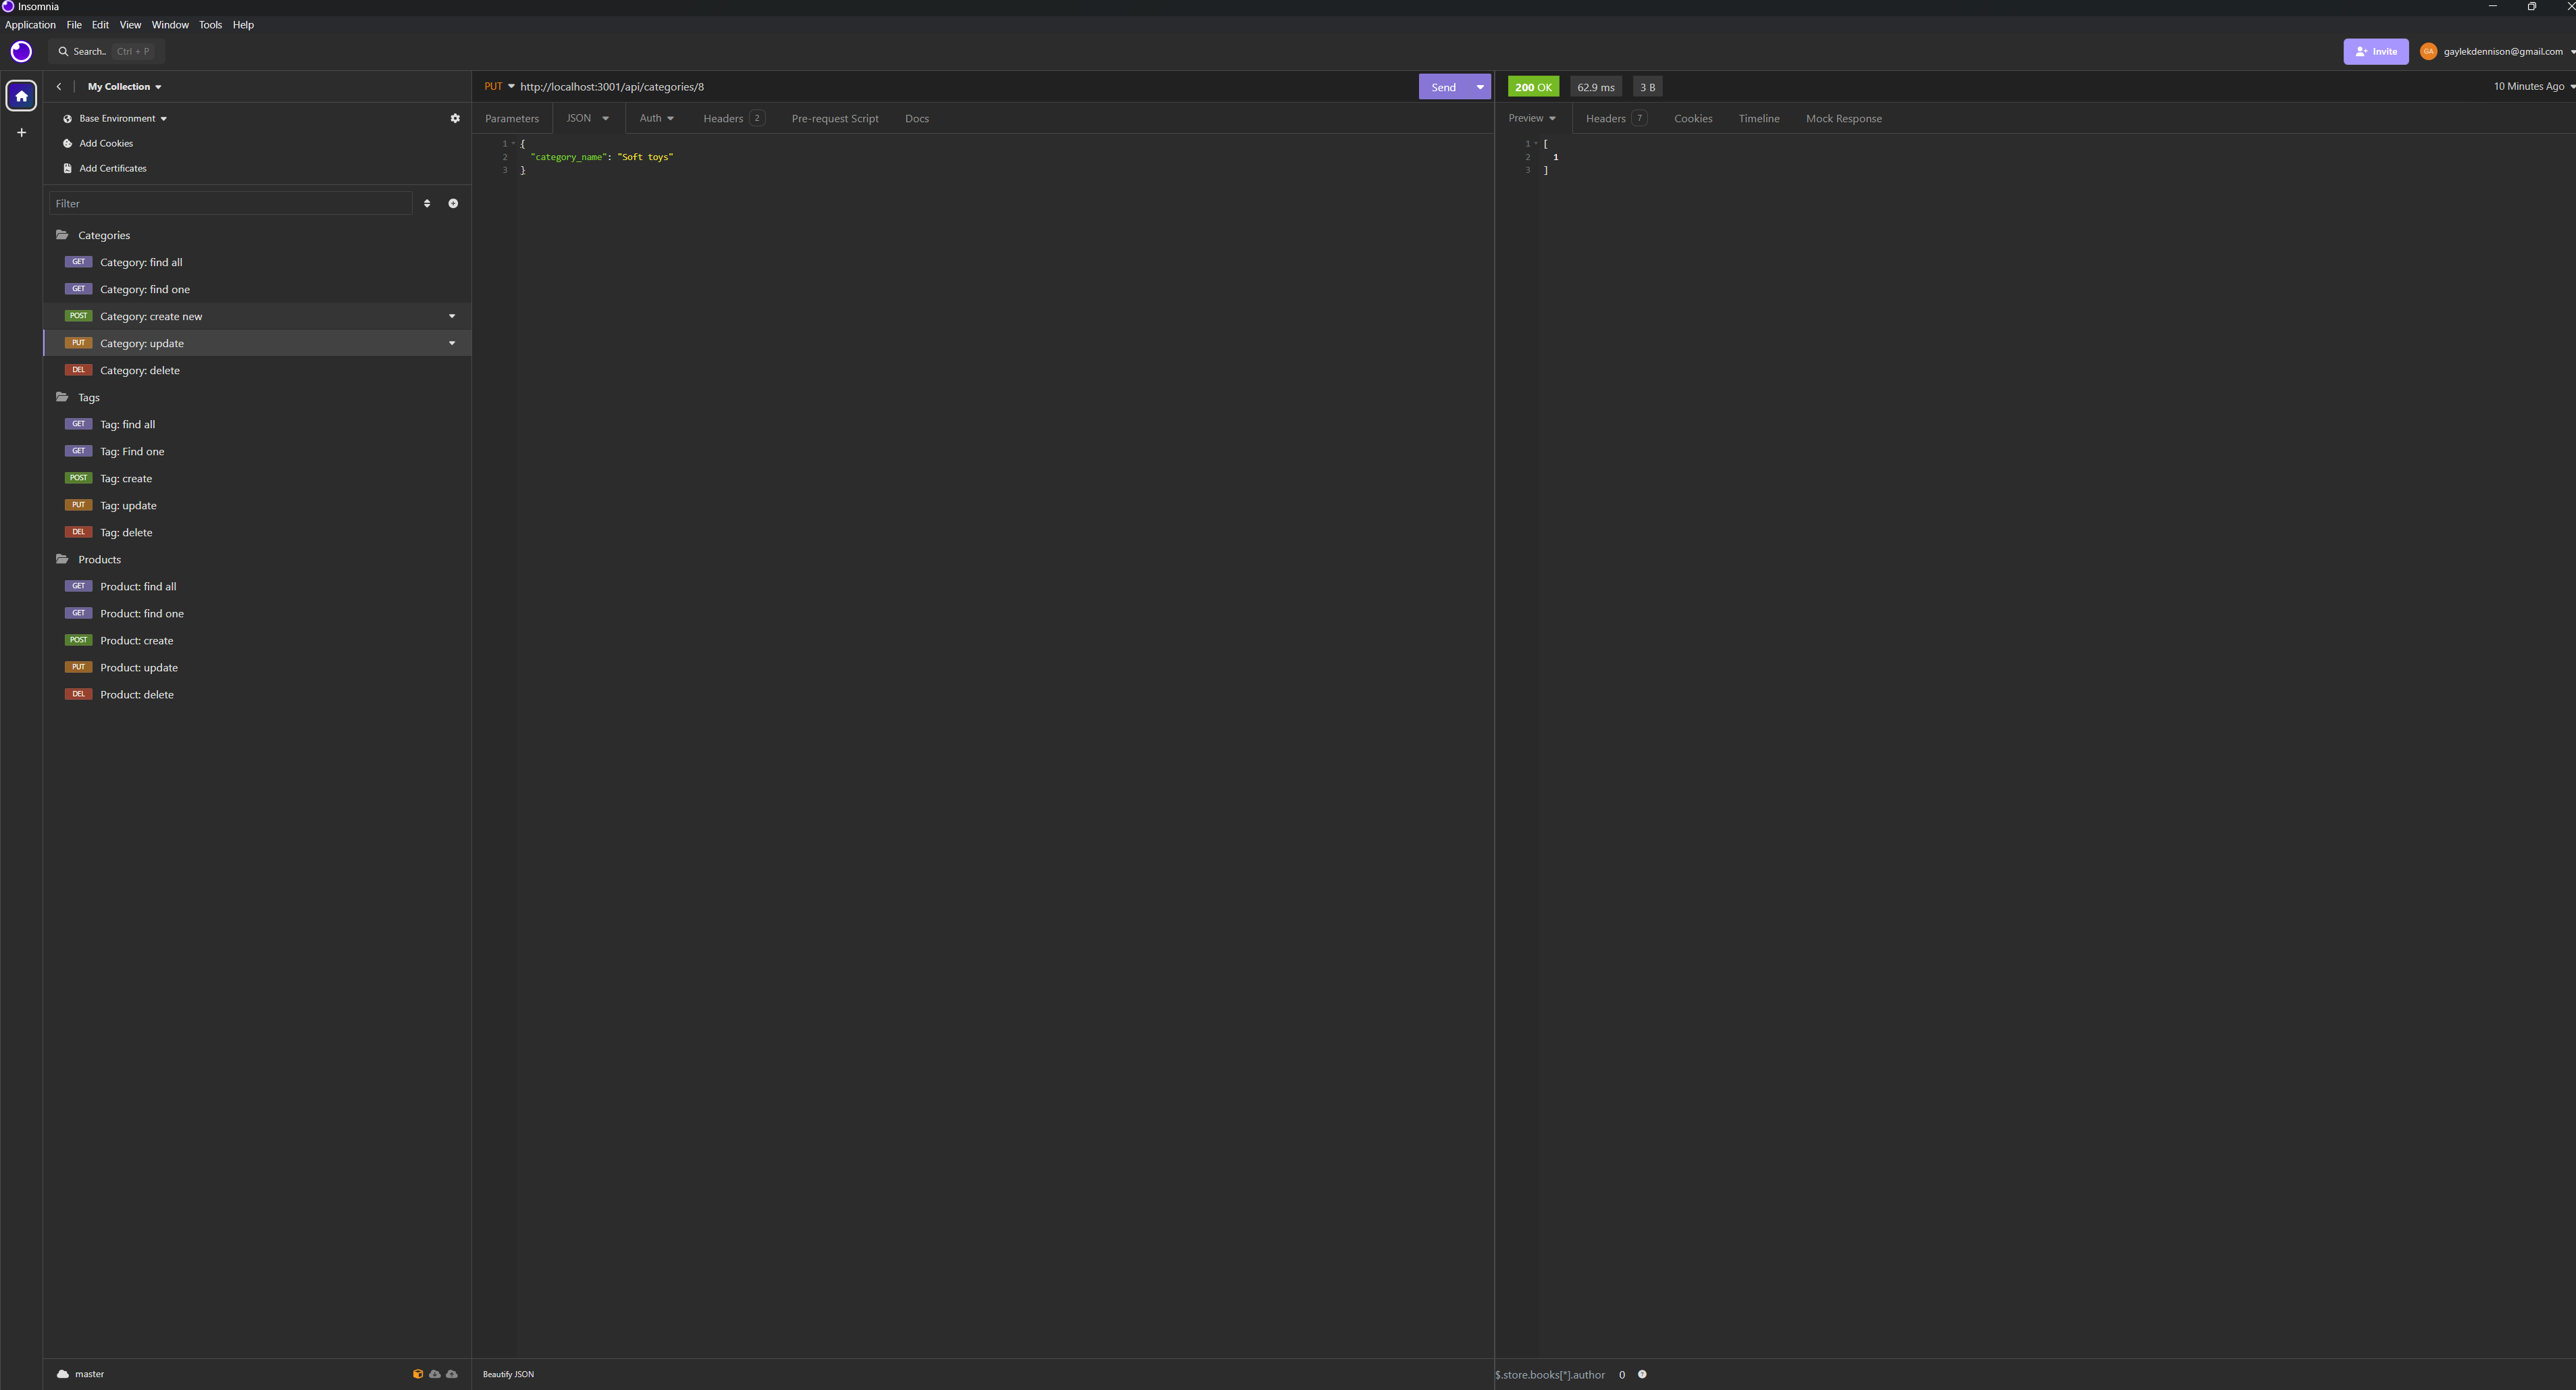 Insomnia
Application File Edit View Window Tools Help
Search.. Ctrl + P
Invite GA gaylekdennison@gmail.com
My Collection
Base Environment
Add Cookies
Add Certificates
Filter
Categories
GET Category: find all
GET Category: find one
POST Category: create new
PUT Category: update
DEL Category: delete
Tags
GET Tag: find all
GET Tag: Find one
POST Tag: create
PUT Tag: update
DEL Tag: delete
Products
GET Product: find all
GET Product: find one
POST Product: create
PUT Product: update
DEL Product: delete
master
PUT http://localhost:3001/api/categories/8 Send
Parameters JSON Auth Headers 2 Pre-request Script Docs
1 {
2 "category_name": "Soft toys"
3 }
Beautify JSON
200 OK 62.9 ms 3 B 10 Minutes Ago
Preview Headers 7 Cookies Timeline Mock Response
1 [
2 1
3 ]
$.store.books[*].author 0